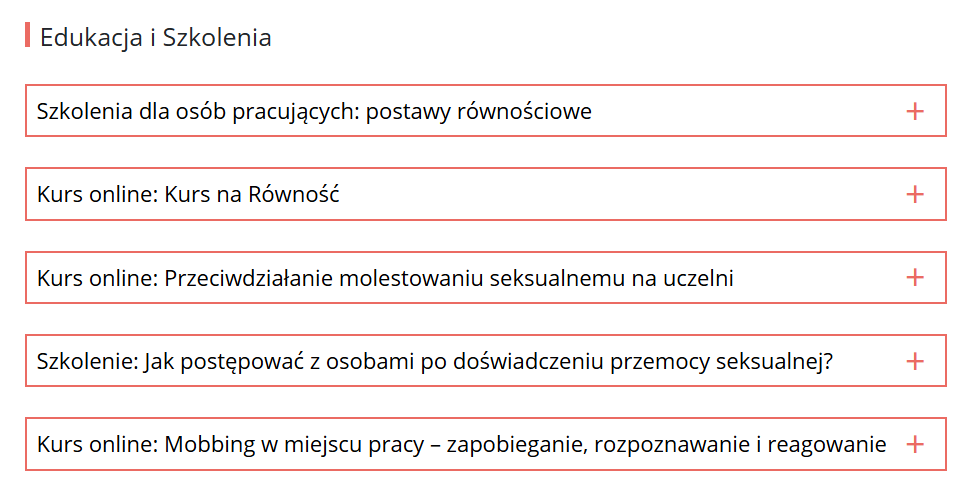 Edukacja i Szkolenia
Szkolenia dla osób pracujących: postawy równościowe
Kurs online: Kurs na Równość
Kurs online: Przeciwdziałanie molestowaniu seksualnemu na uczelni
Szkolenie: Jak postępować z osobami po doświadczeniu przemocy seksualnej?
Kurs online: Mobbing w miejscu pracy – zapobieganie, rozpoznawanie i reagowanie